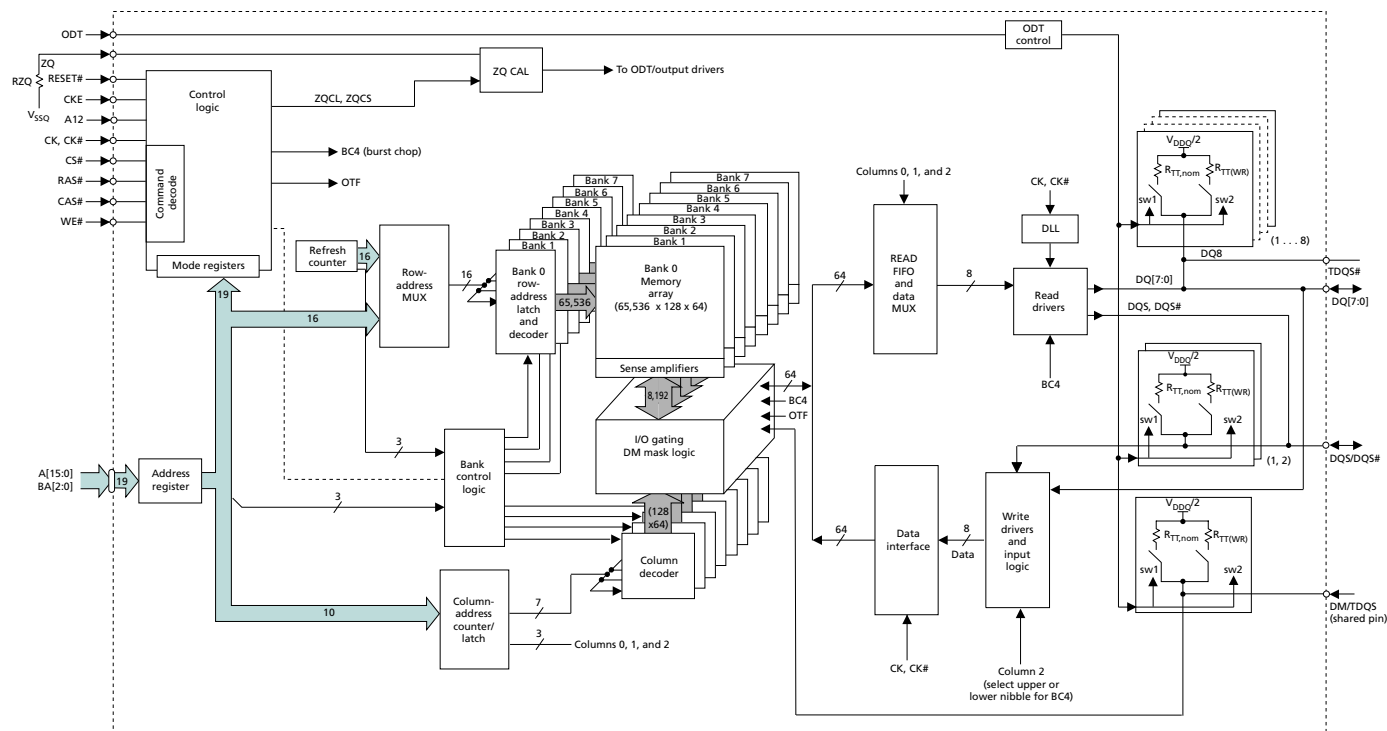 ODT
ODT
control
ZQ
RZQ
RESET#
ZQ CAL
To ODT/output drivers
CKE
Control
logic
VSSQ
A12
ZQCL, ZQCS
CK, CK#
BC4 (burst chop)
CS#
RAS#
OTF
CAS#
WE#
Command
decode
Mode registers
Refresh
counter
16
19
16
Row-
address
MUX
16
Bank 7
Bank 6
Bank 5
Bank 4
Bank 3
Bank 2
Bank 1
Bank 0
row-
address
latch
and
decoder
65,536
Bank 7
Bank 6
Bank 5
Bank 4
Bank 3
Bank 2
Bank 1
Bank 0
Memory
array
(65,536 x 128 x 64)
Sense amplifiers
8,192
64
BC4
OTF
I/O gating
DM mask logic
A[15:0]
BA[2:0]
19
Address
register
3
3
Bank
control
logic
(128
x64)
Column
decoder
10
Column-
address
counter/
latch
7
3
Columns 0, 1, and 2
Columns 0, 1, and 2
64
READ
FIFO
and
data
MUX
8
CK, CK#
DLL
Read
drivers
BC4
DQ[7:0]
DQS, DQS#
64
Data
interface
8
Data
Write
drivers
and
input
logic
CK, CK#
Column 2
(select upper or
lower nibble for BC4)
VDDQ/2
RTT,nom
RTT(WR)
sw1
sw2
(1 . . . 8)
DQ8
TDQS#
DQ[7:0]
VDDQ/2
RTT,nom
RTT(WR)
sw1
sw2
(1, 2)
DQS/DQS#
VDDQ/2
RTT,nom
RTT(WR)
sw1
sw2
DM/TDQS
(shared pin)